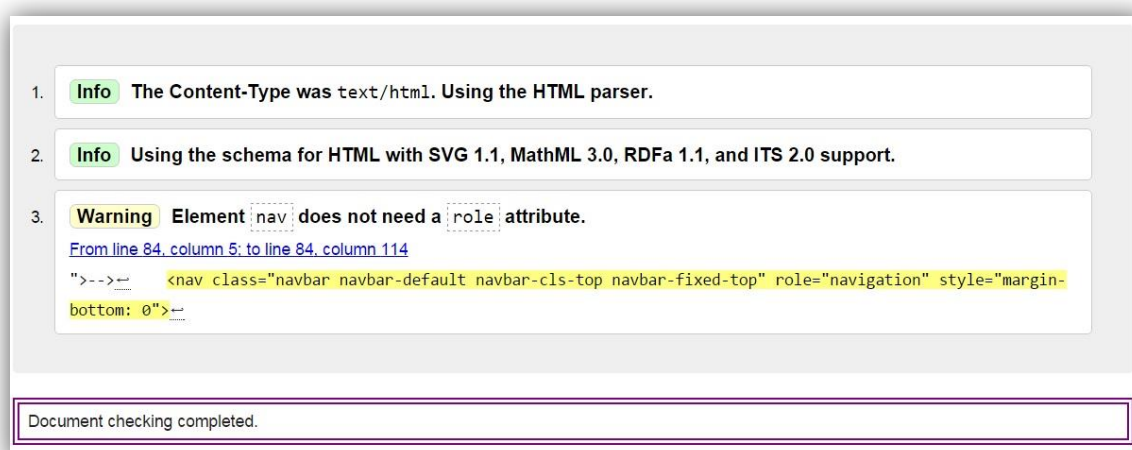 1. Info The Content-Type was text/html. Using the HTML parser.
2. Info Using the schema for HTML with SVG 1.1, MathML 3.0, RDFa 1.1, and ITS 2.0 support.
3. Warning Element nav does not need a role attribute.
From line 84, column 5; to line 84, column 114
">-->↩ <nav class="navbar navbar-default navbar-cls-top navbar-fixed-top" role="navigation" style="margin-
bottom: 0">↩
Document checking completed.